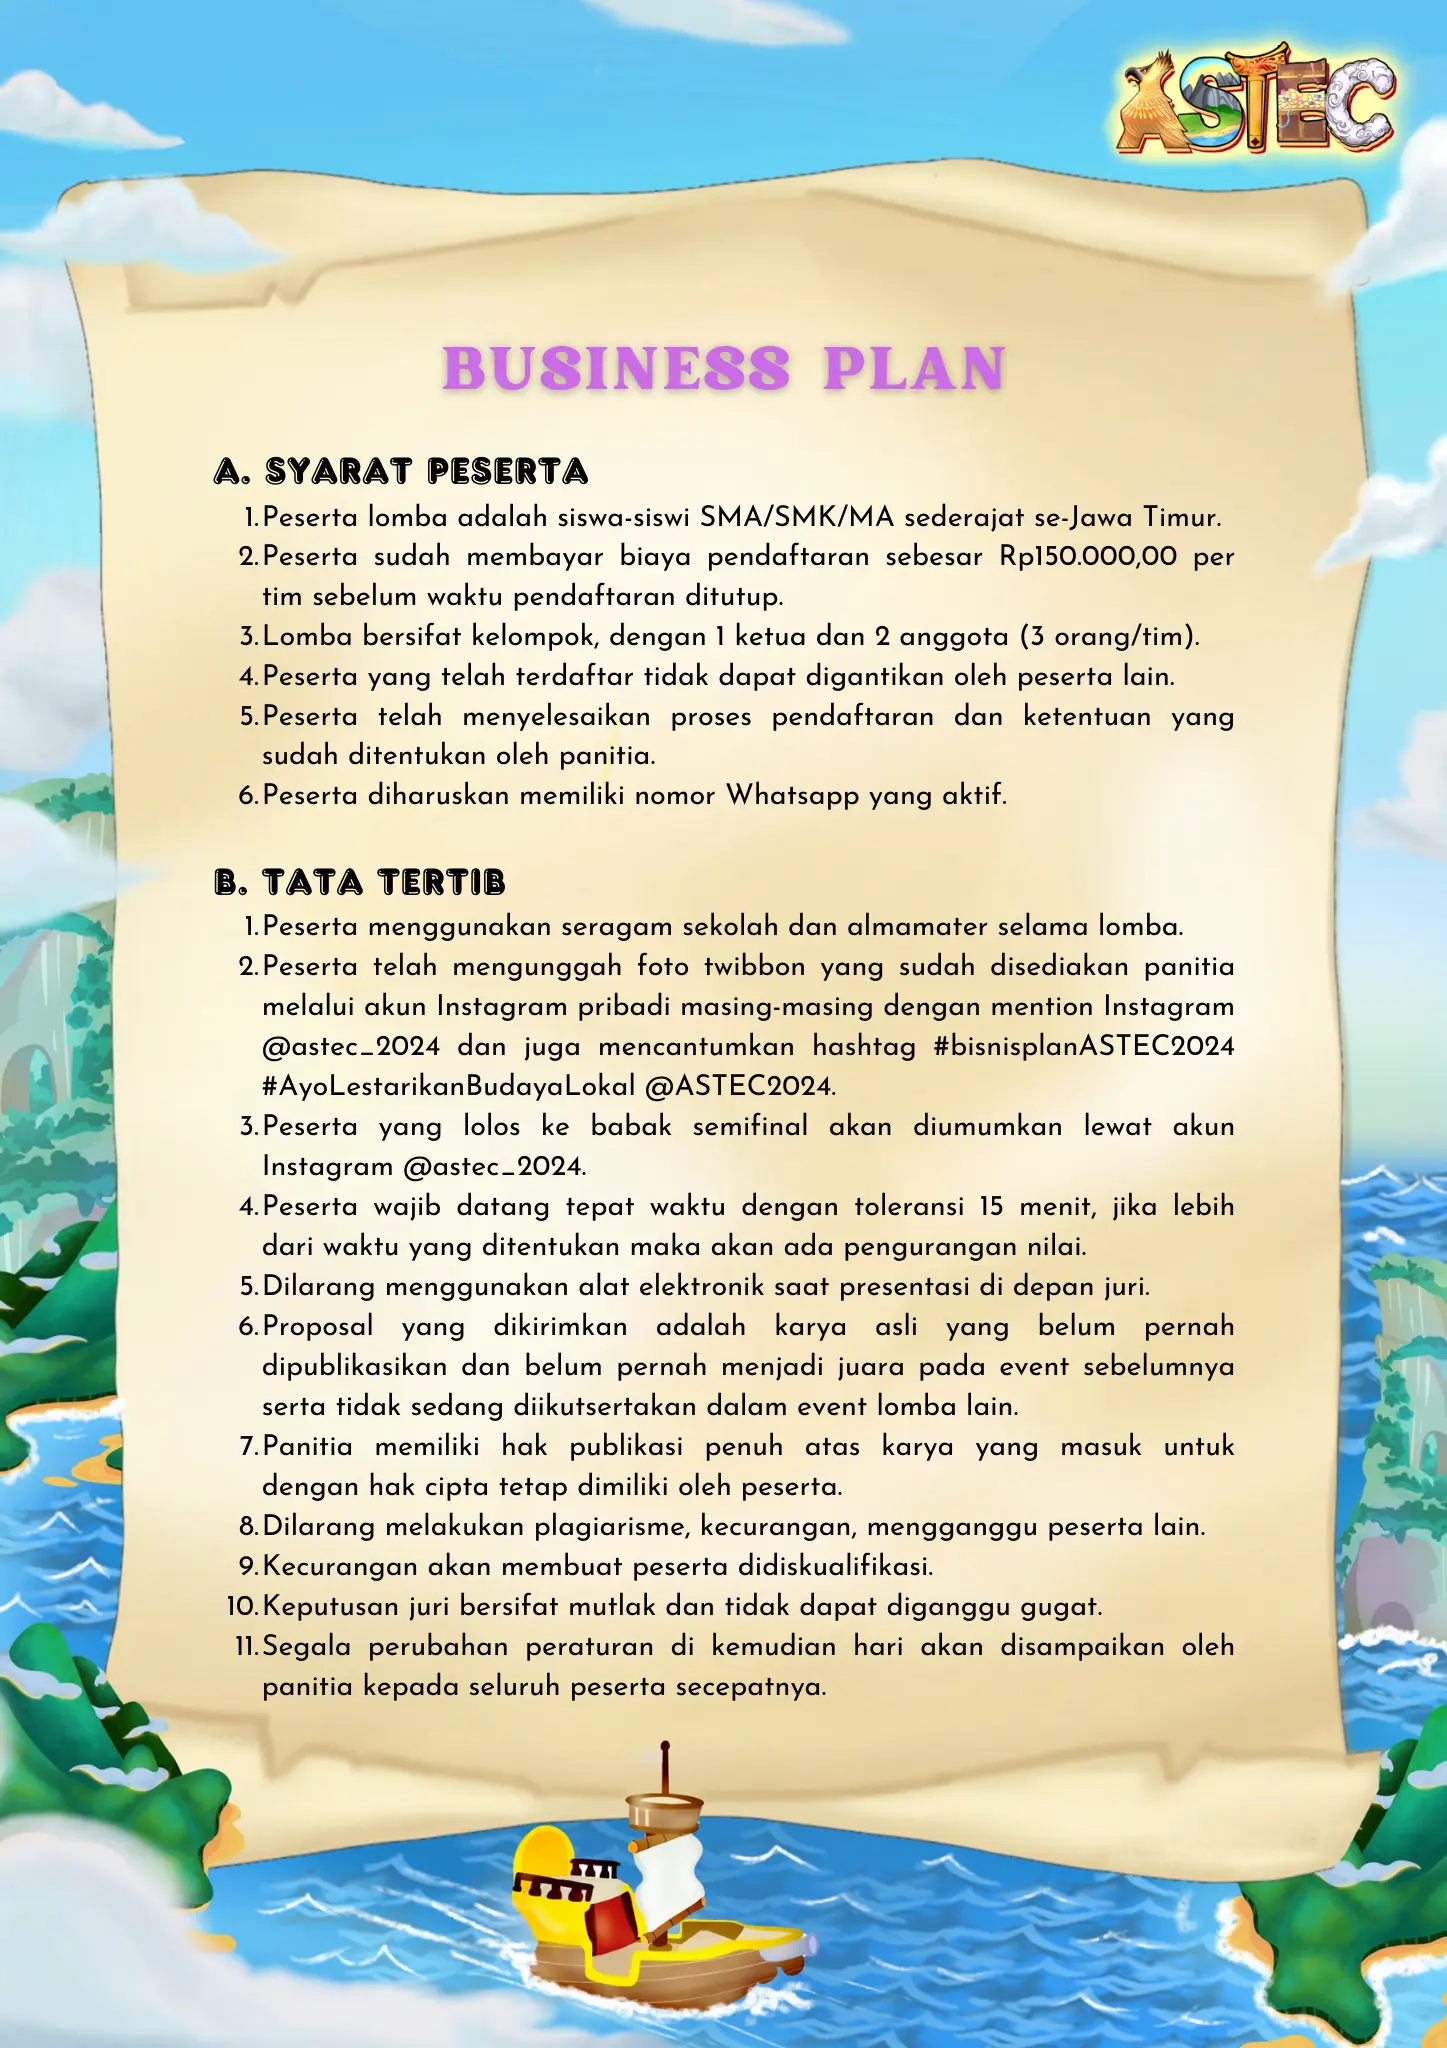 ASTEC
BUSINESS PLAN
A. SYARAT PESERTA
1. Peserta lomba adalah siswa-siswi SMA/SMK/MA sederajat se-Jawa Timur.
2. Peserta sudah membayar biaya pendaftaran sebesar Rp150.000,00 per
tim sebelum waktu pendaftaran ditutup.
3. Lomba bersifat kelompok, dengan 1 ketua dan 2 anggota (3 orang/tim).
4. Peserta yang telah terdaftar tidak dapat digantikan oleh peserta lain.
5. Peserta telah menyelesaikan proses pendaftaran dan ketentuan yang
sudah ditentukan oleh panitia.
6. Peserta diharuskan memiliki nomor Whatsapp yang aktif.
B. TATA TERTIB
1. Peserta menggunakan seragam sekolah dan almamater selama lomba.
2. Peserta telah mengunggah foto twibbon yang sudah disediakan panitia
melalui akun Instagram pribadi masing-masing dengan mention Instagram
@astec_2024 dan juga mencantumkan hashtag #bisnisplanASTEC2024
#AyoLestarikanBudayaLokal @ASTEC2024.
3. Peserta yang lolos ke babak semifinal akan diumumkan lewat akun
Instagram @astec_2024.
4. Peserta wajib datang tepat waktu dengan toleransi 15 menit, jika lebih
dari waktu yang ditentukan maka akan ada pengurangan nilai.
5. Dilarang menggunakan alat elektronik saat presentasi di depan juri.
6. Proposal yang dikirimkan adalah karya asli yang belum pernah
dipublikasikan dan belum pernah menjadi juara pada event sebelumnya
serta tidak sedang diikutsertakan dalam event lomba lain.
7. Panitia memiliki hak publikasi penuh atas karya yang masuk untuk
dengan hak cipta tetap dimiliki oleh peserta.
8. Dilarang melakukan plagiarisme, kecurangan, mengganggu peserta lain.
9. Kecurangan akan membuat peserta didiskualifikasi.
10. Keputusan juri bersifat mutlak dan tidak dapat diganggu gugat.
11. Segala perubahan peraturan di kemudian hari akan disampaikan oleh
panitia kepada seluruh peserta secepatnya.